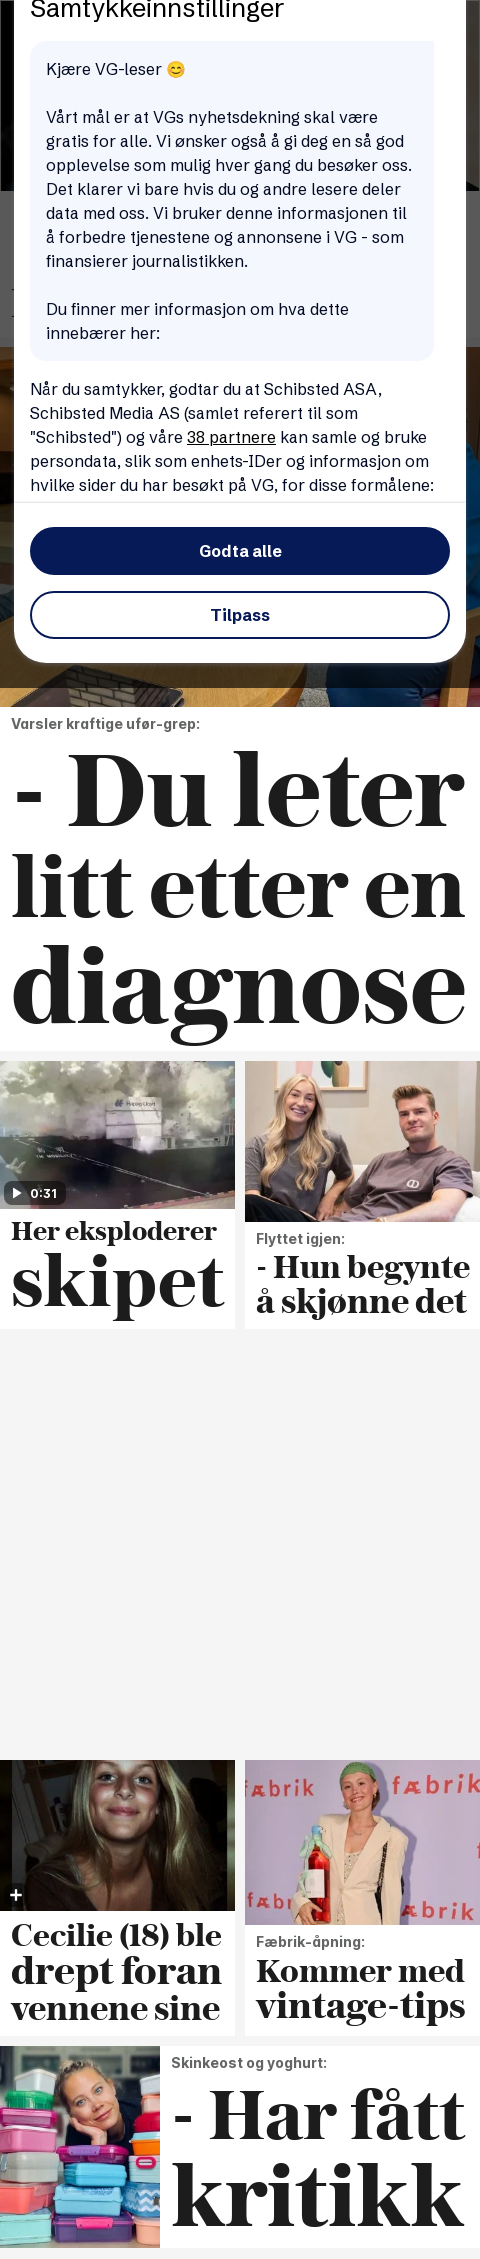 Samtykkeinnstillinger
Kjære VG-leser 😊
Vårt mål er at VGs nyhetsdekning skal være
gratis for alle. Vi ønsker også å gi deg en så god
opplevelse som mulig hver gang du besøker oss.
Det klarer vi bare hvis du og andre lesere deler
data med oss. Vi bruker denne informasjonen til
å forbedre tjenestene og annonsene i VG - som
finansierer journalistikken.
Du finner mer informasjon om hva dette
innebærer her:
Når du samtykker, godtar du at Schibsted ASA,
Schibsted Media AS (samlet referert til som
"Schibsted") og våre 38 partnere kan samle og bruke
persondata, slik som enhets-IDer og informasjon om
hvilke sider du har besøkt på VG, for disse formålene:
Godta alle
Tilpass
Varsler kraftige ufør-grep:
- Du leter
litt etter en
diagnose
Hapag-Lloyd
0:31
Her eksploderer
skipet
Flyttet igjen:
- Hun begynte
å skjønne det
Cecilie (18) ble
drept foran
vennene sine
fæbrik
fæbrik
fæb
æbrik
Fæbrik-åpning:
Kommer med
vintage-tips
Skinkeost og yoghurt:
- Har fått
kritikk